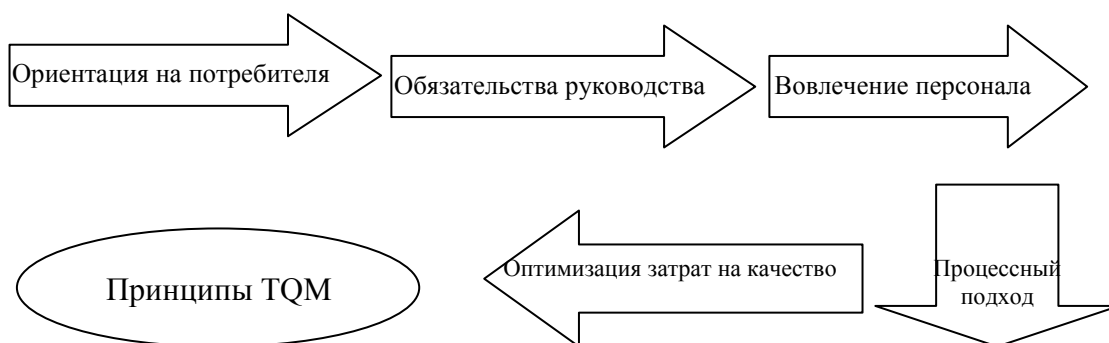 Ориентация на потребителя
Обязательства руководства
Вовлечение персонала
Процессный
подход
Оптимизация затрат на качество
Принципы TQM